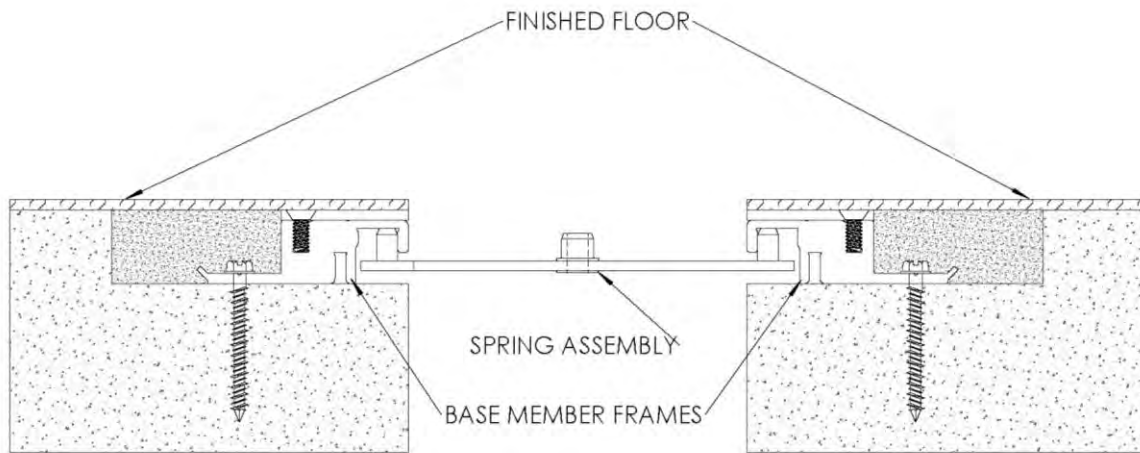 FINISHED FLOOR
SPRING ASSEMBLY
BASE MEMBER FRAMES